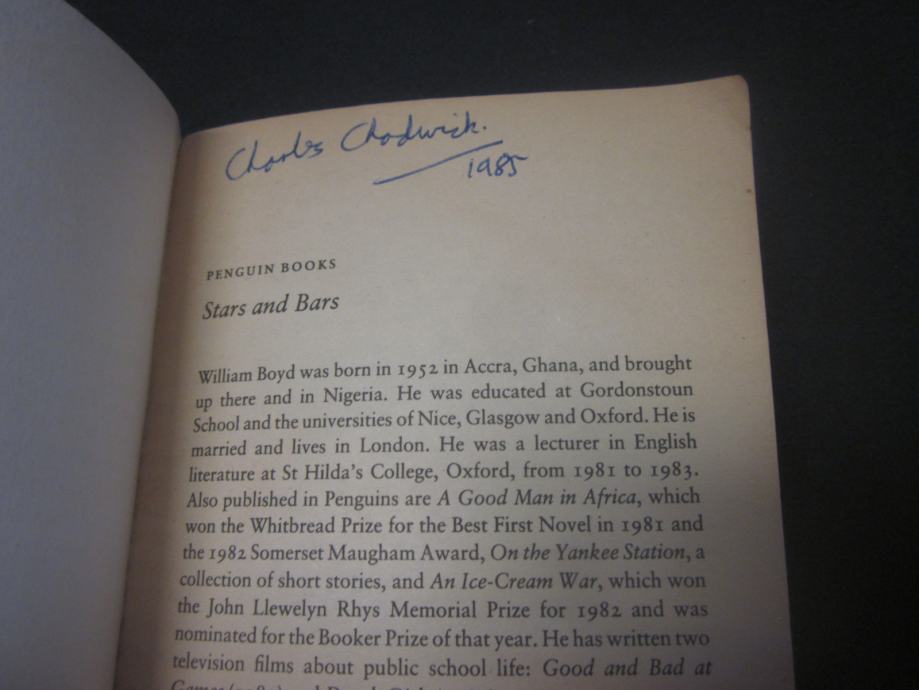 Charles Chadwick.
1985
PENGUIN BOOKS
Stars and Bars
William Boyd was born in 1952 in Accra, Ghana, and brought
up there and in Nigeria. He was educated at Gordonstoun
School and the universities of Nice, Glasgow and Oxford. He is
married and lives in London. He was a lecturer in English
literature at St Hilda's College, Oxford, from 1981 to 1983.
Also published in Penguins are A Good Man in Africa, which
won the Whitbread Prize for the Best First Novel in 1981 and
the 1982 Somerset Maugham Award, On the Yankee Station, a
collection of short stories, and An Ice-Cream War, which won
the John Llewelyn Rhys Memorial Prize for 1982 and was
nominated for the Booker Prize of that year. He has written two
television films about public school life: Good and Bad at